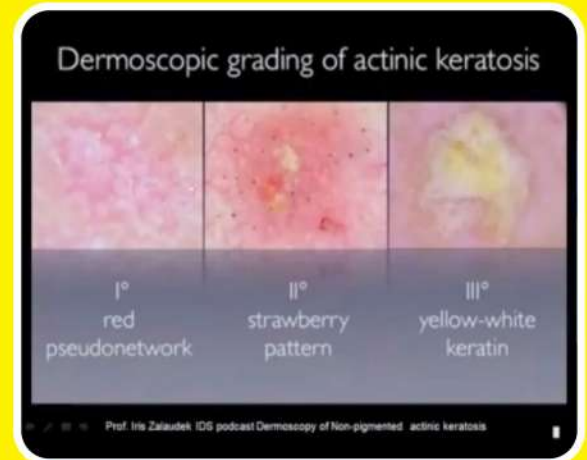 Dermoscopic grading of actinic keratosis
I°
red
pseudonetwork
II°
strawberry
pattern
III°
yellow-white
keratin
Prof. Iris Zalaudek IDS podcast Dermoscopy of Non-pigmented actinic keratosis